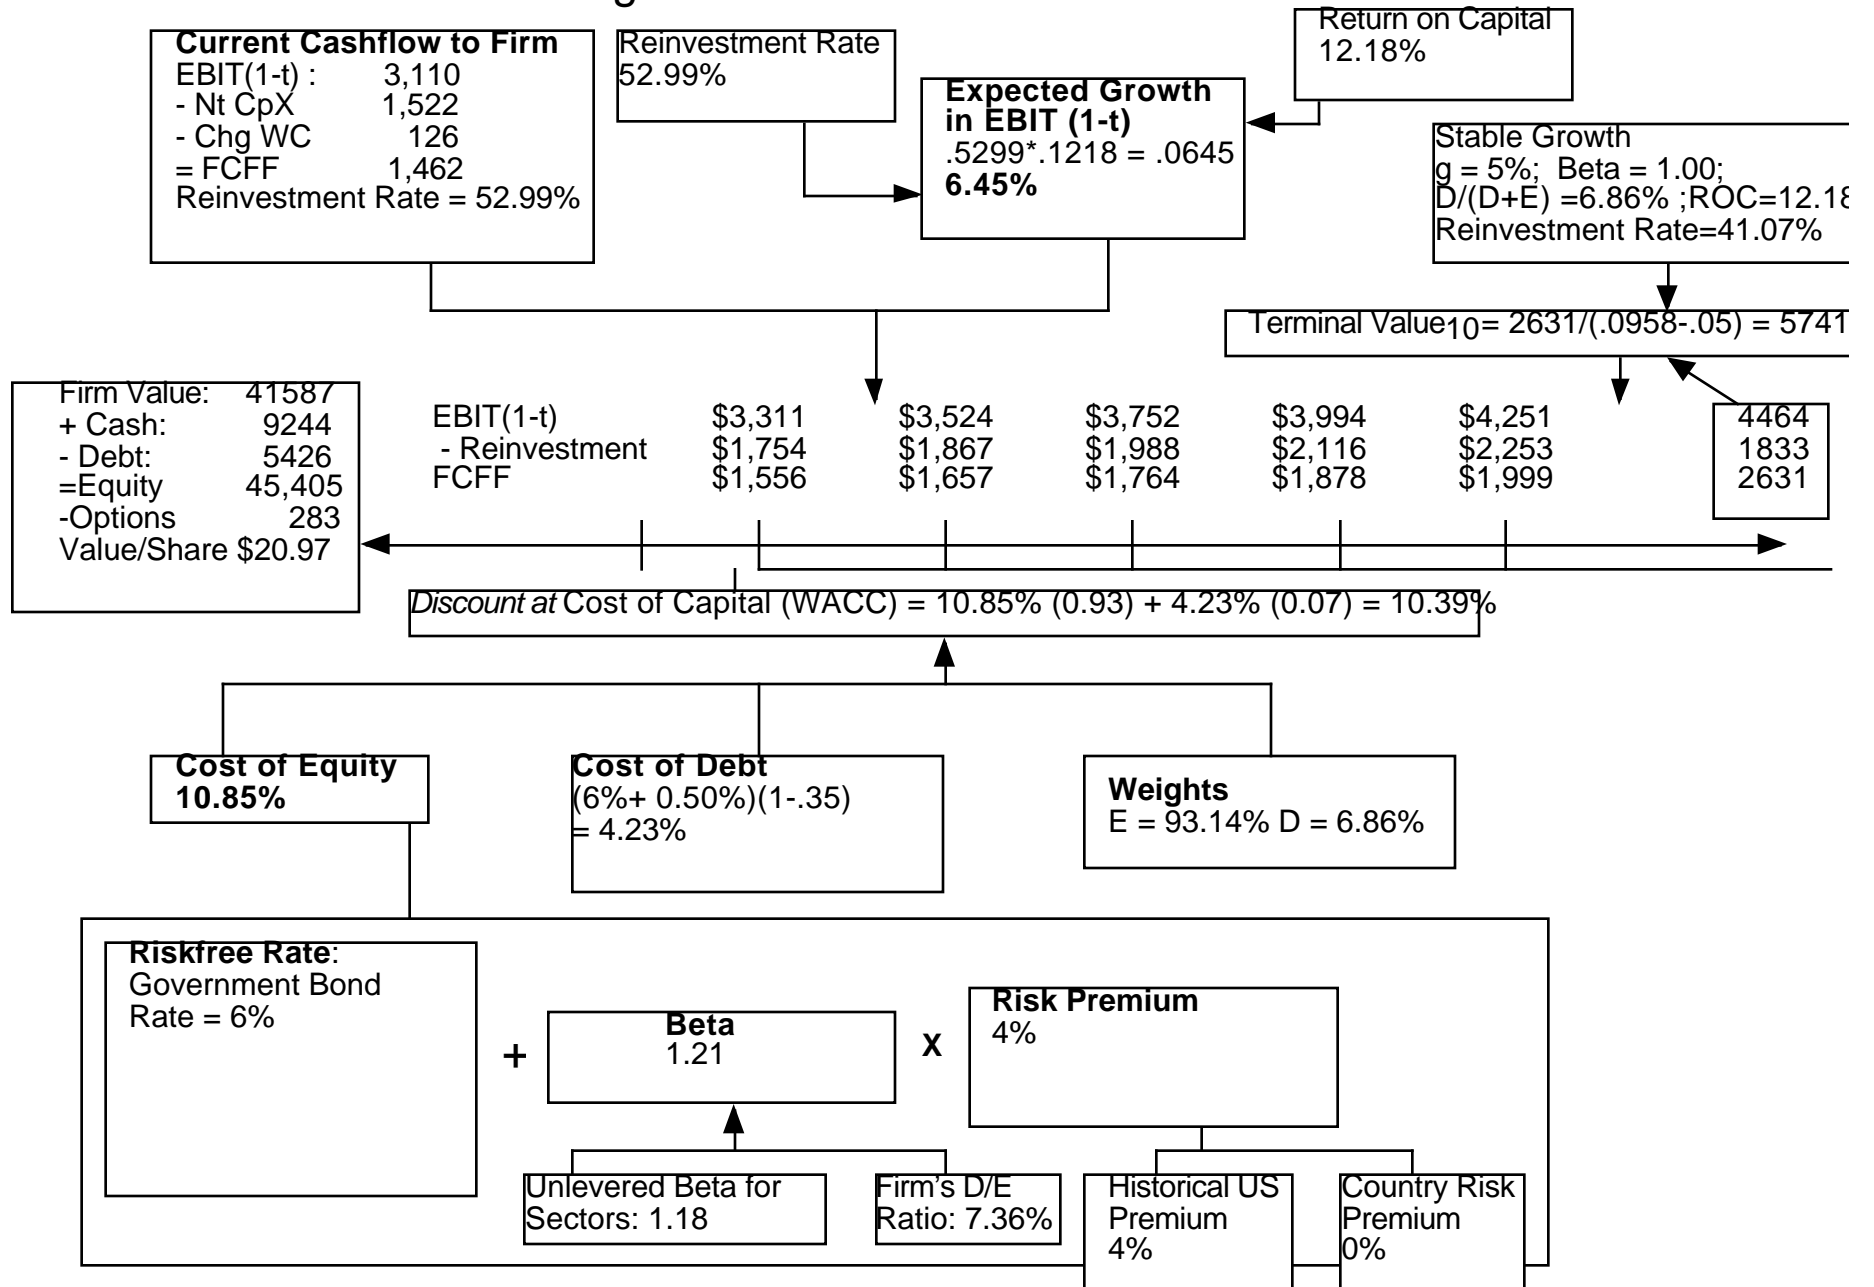 Current Cashflow to Firm
EBIT(1-t) : 3,110
- Nt CpX 1,522
- Chg WC 126
= FCFF 1,462
Reinvestment Rate = 52.99%
Reinvestment Rate
52.99%
Expected Growth
in EBIT (1-t)
.5299*.1218 = .0645
6.45%
Return on Capital
12.18%
Stable Growth
g = 5%; Beta = 1.00;
D/(D+E) =6.86% ;ROC=12.18
Reinvestment Rate=41.07%
Terminal Value10= 2631/(.0958-.05) = 5741
Firm Value: 41587
+ Cash: 9244
- Debt: 5426
=Equity 45,405
-Options 283
Value/Share $20.97
EBIT(1-t) $3,311 $3,524 $3,752 $3,994 $4,251 4464
- Reinvestment $1,754 $1,867 $1,988 $2,116 $2,253 1833
FCFF $1,556 $1,657 $1,764 $1,878 $1,999 2631
Discount at Cost of Capital (WACC) = 10.85% (0.93) + 4.23% (0.07) = 10.39%
Cost of Equity
10.85%
Cost of Debt
(6%+ 0.50%)(1-.35)
= 4.23%
Weights
E = 93.14% D = 6.86%
Riskfree Rate:
Government Bond
Rate = 6%
+
Beta
1.21
X
Risk Premium
4%
Unlevered Beta for
Sectors: 1.18
Firm's D/E
Ratio: 7.36%
Historical US
Premium
4%
Country Risk
Premium
0%